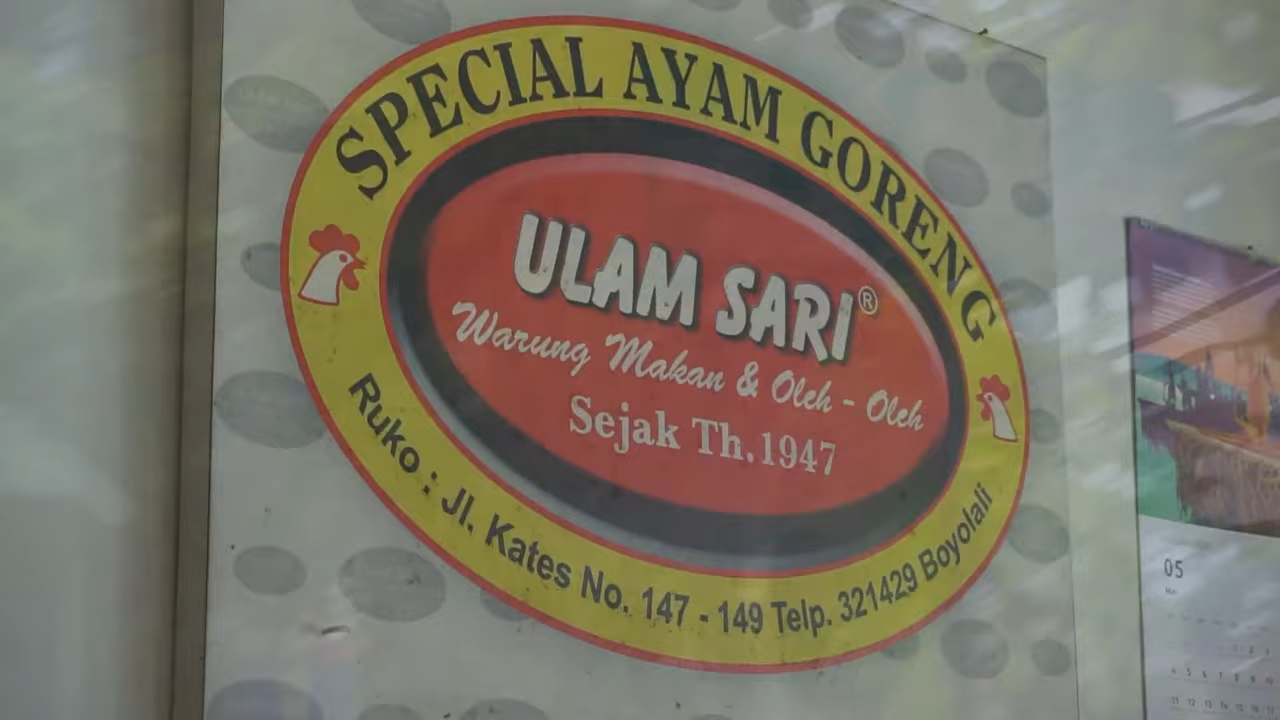 SPECIAL AYAM GORENG
ULAM SARI®
Warung Makan & Oleh - Oleh
Sejak Th.1947
Ruko : Jl. Kates No. 147 - 149 Telp. 321429 Boyolali
05